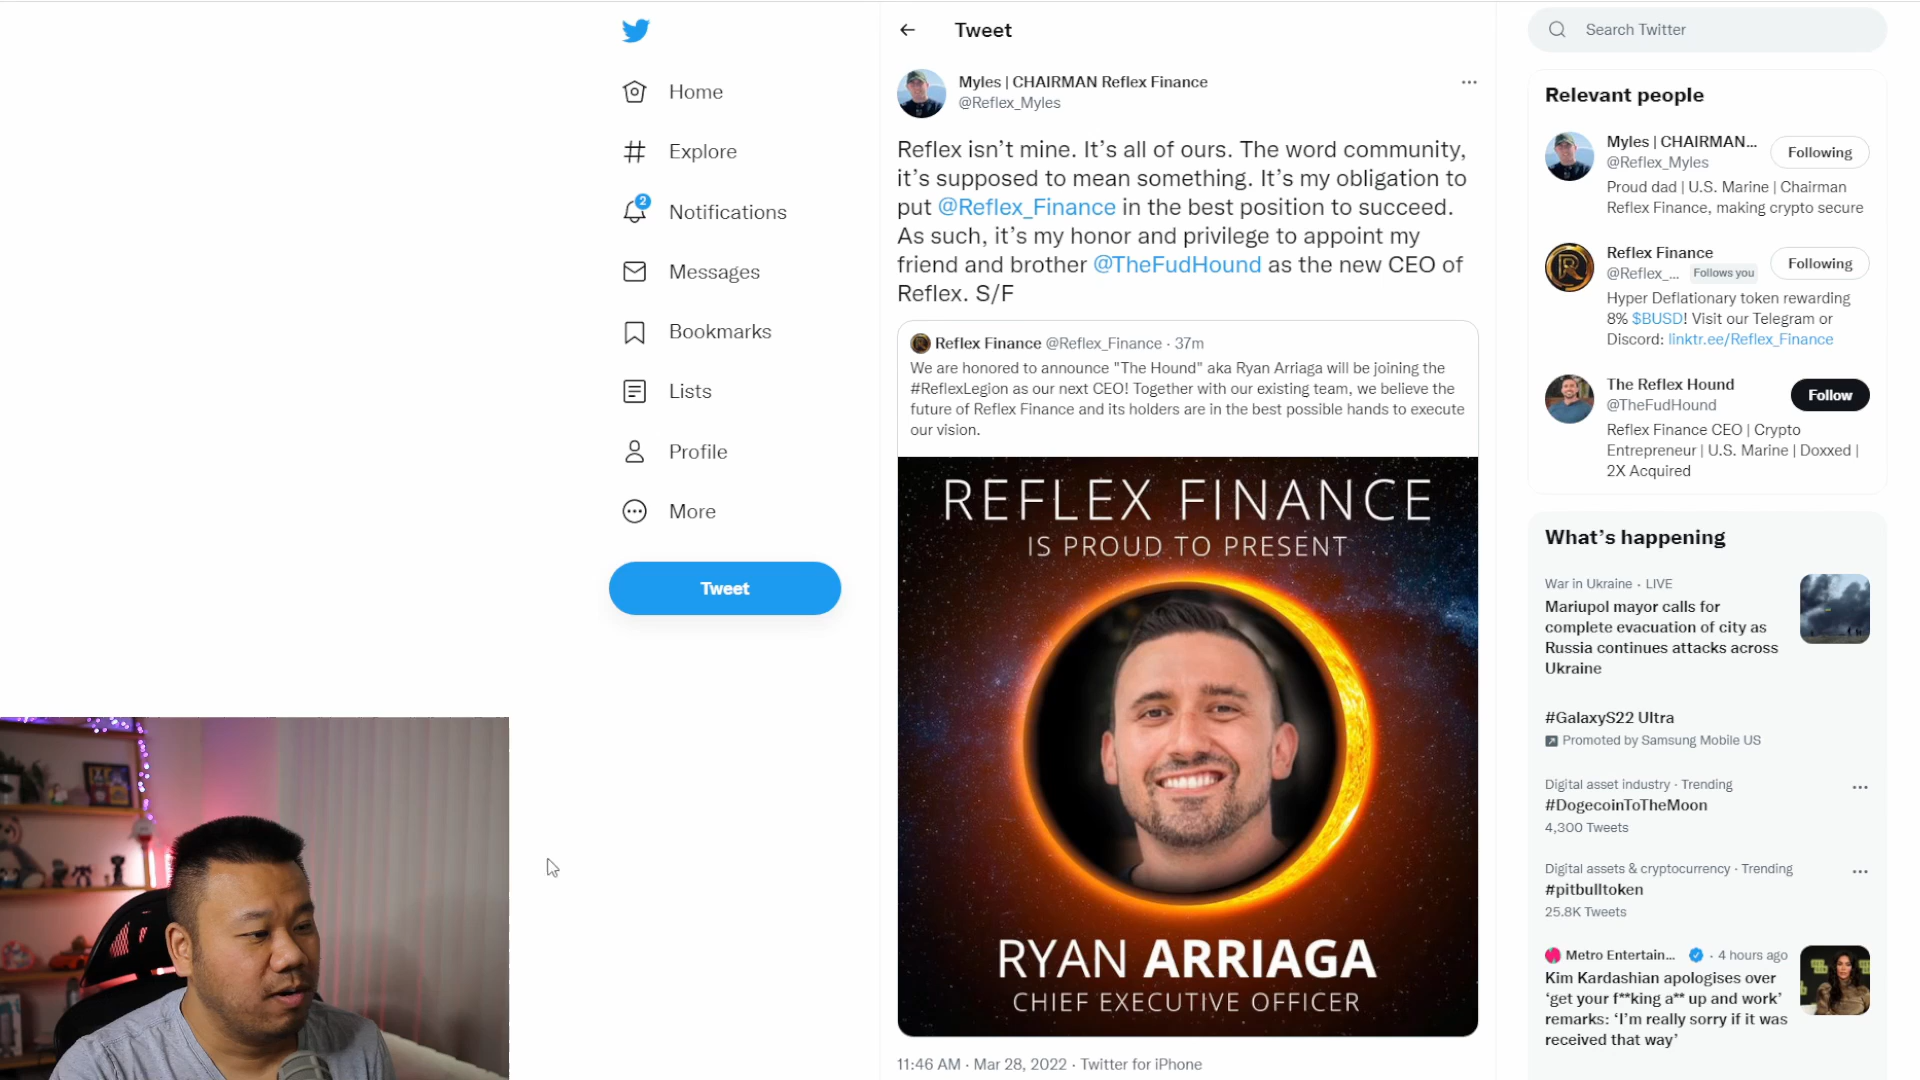 Home
Explore
2
Notifications
Messages
Bookmarks
Lists
Profile
More
Tweet
Tweet
Myles | CHAIRMAN Reflex Finance
@Reflex_Myles
Reflex isn’t mine. It’s all of ours. The word community,
it’s supposed to mean something. It’s my obligation to
put @Reflex_Finance in the best position to succeed.
As such, it’s my honor and privilege to appoint my
friend and brother @TheFudHound as the new CEO of
Reflex. S/F
Reflex Finance @Reflex_Finance · 37m
We are honored to announce "The Hound" aka Ryan Arriaga will be joining the
#ReflexLegion as our next CEO! Together with our existing team, we believe the
future of Reflex Finance and its holders are in the best possible hands to execute
our vision.
REFLEX FINANCE
IS PROUD TO PRESENT
RYAN ARRIAGA
CHIEF EXECUTIVE OFFICER
11:46 AM · Mar 28, 2022 · Twitter for iPhone
Search Twitter
Relevant people
Myles | CHAIRMAN...
Following
@Reflex_Myles
Proud dad | U.S. Marine | Chairman
Reflex Finance, making crypto secure
Reflex Finance
@Reflex_... Follows you
Following
Hyper Deflationary token rewarding
8% $BUSD! Visit our Telegram or
Discord: linktr.ee/Reflex_Finance
The Reflex Hound
@TheFudHound
Follow
Reflex Finance CEO | Crypto
Entrepreneur | U.S. Marine | Doxxed |
2X Acquired
What’s happening
War in Ukraine · LIVE
Mariupol mayor calls for
complete evacuation of city as
Russia continues attacks across
Ukraine
#GalaxyS22 Ultra
Promoted by Samsung Mobile US
Digital asset industry · Trending
#DogecoinToTheMoon
4,300 Tweets
Digital assets & cryptocurrency · Trending
#pitbulltoken
25.8K Tweets
Metro Entertain... · 4 hours ago
Kim Kardashian apologises over
‘get your f**king a** up and work’
remarks: ‘I’m really sorry if it was
received that way’